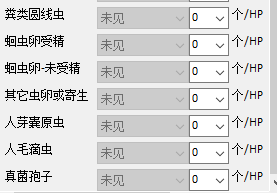 粪类圆线虫 未见 0 个/HP
蛔虫卵受精 未见 0 个/HP
蛔虫卵-未受精 未见 0 个/HP
其它虫卵或寄生 未见 0 个/HP
人芽囊原虫 未见 0 个/HP
人毛滴虫 未见 0 个/HP
真菌孢子 未见 0 个/HP